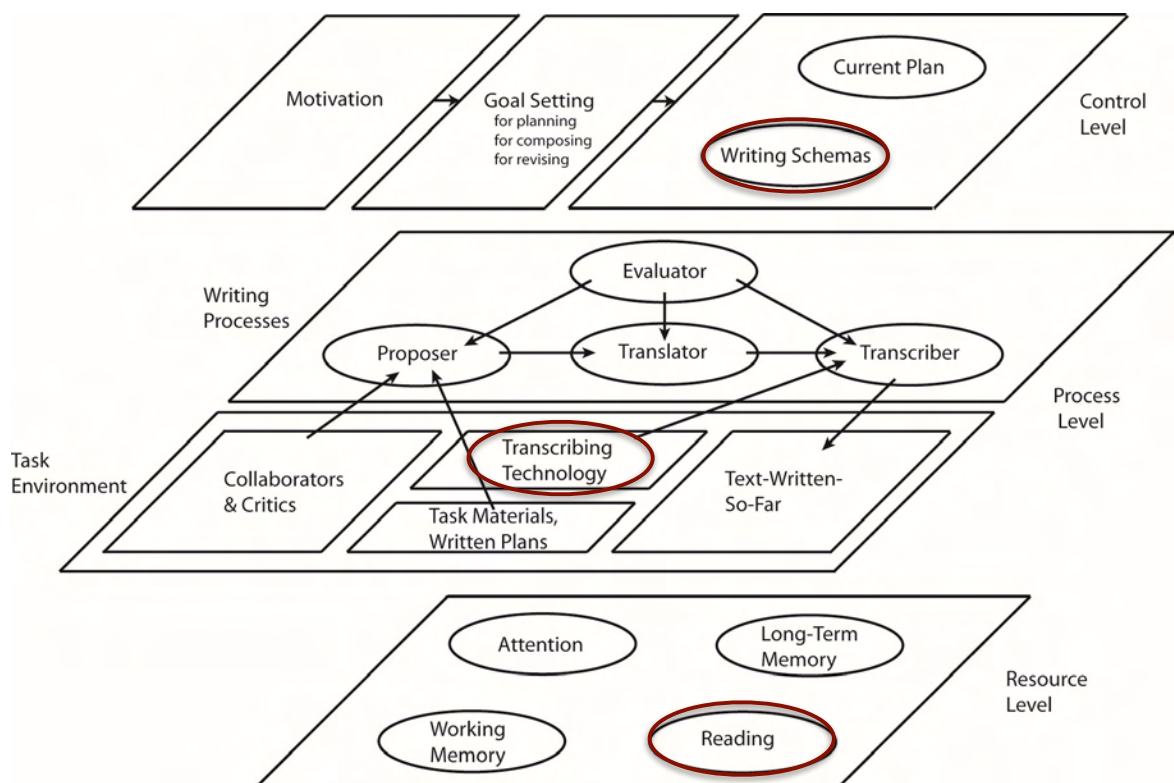 Motivation
Goal Setting
for planning
for composing
for revising
Current Plan
Writing Schemas
Control
Level
Writing
Processes
Evaluator
Proposer
Translator
Transcriber
Process
Level
Task
Environment
Collaborators
& Critics
Transcribing
Technology
Task Materials,
Written Plans
Text-Written-
So-Far
Attention
Long-Term
Memory
Working
Memory
Reading
Resource
Level